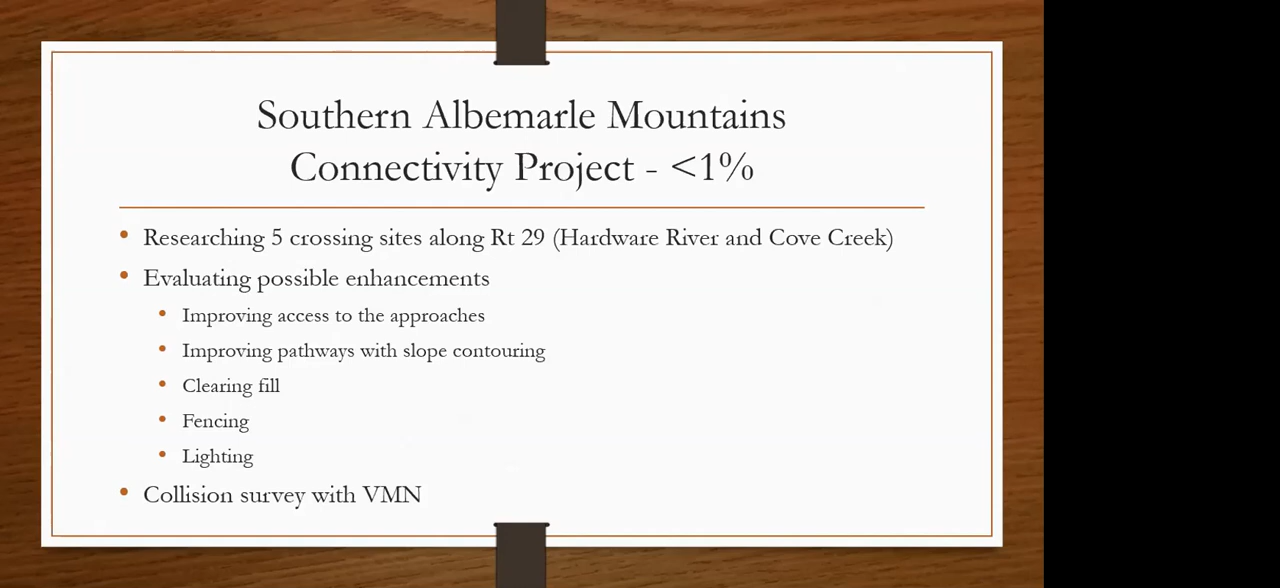 Southern Albemarle Mountains
Connectivity Project - <1%
• Researching 5 crossing sites along Rt 29 (Hardware River and Cove Creek)
• Evaluating possible enhancements
• Improving access to the approaches
• Improving pathways with slope contouring
• Clearing fill
• Fencing
• Lighting
• Collision survey with VMN